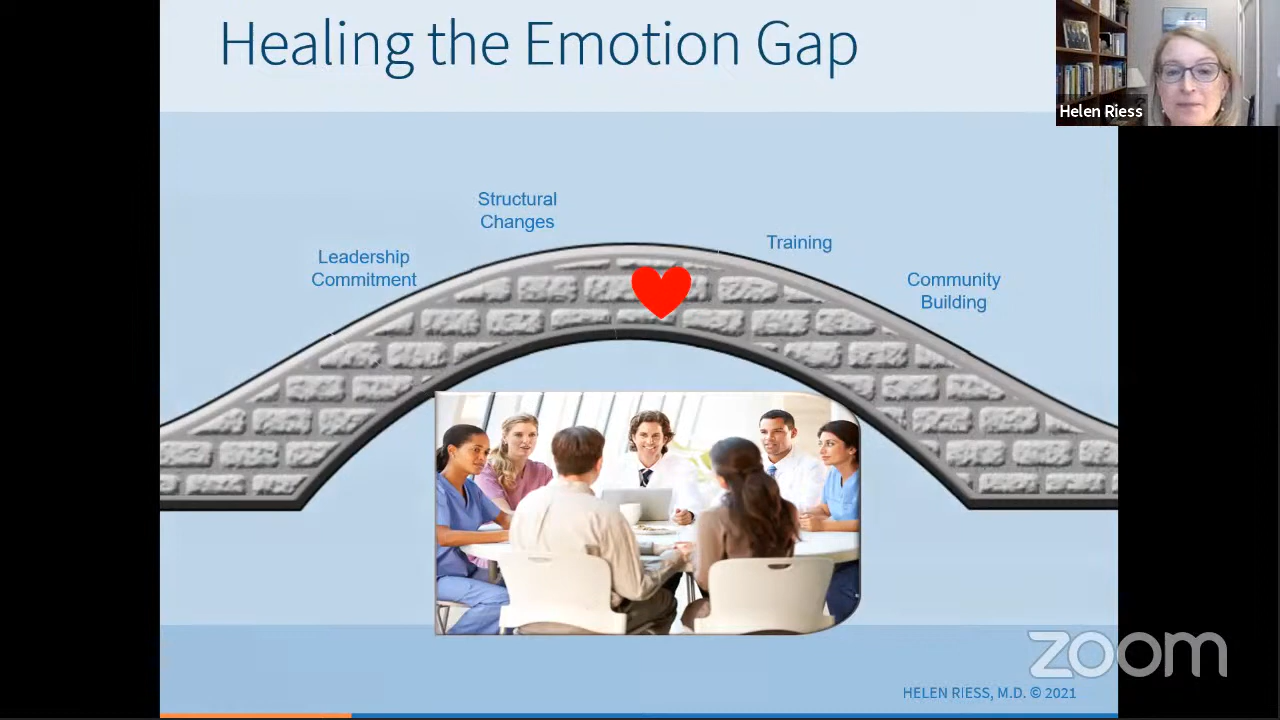 Healing the Emotion Gap
Helen Riess
Structural
Changes
Leadership
Commitment
Training
Community
Building
zoom
HELEN RIESS, M.D. © 2021